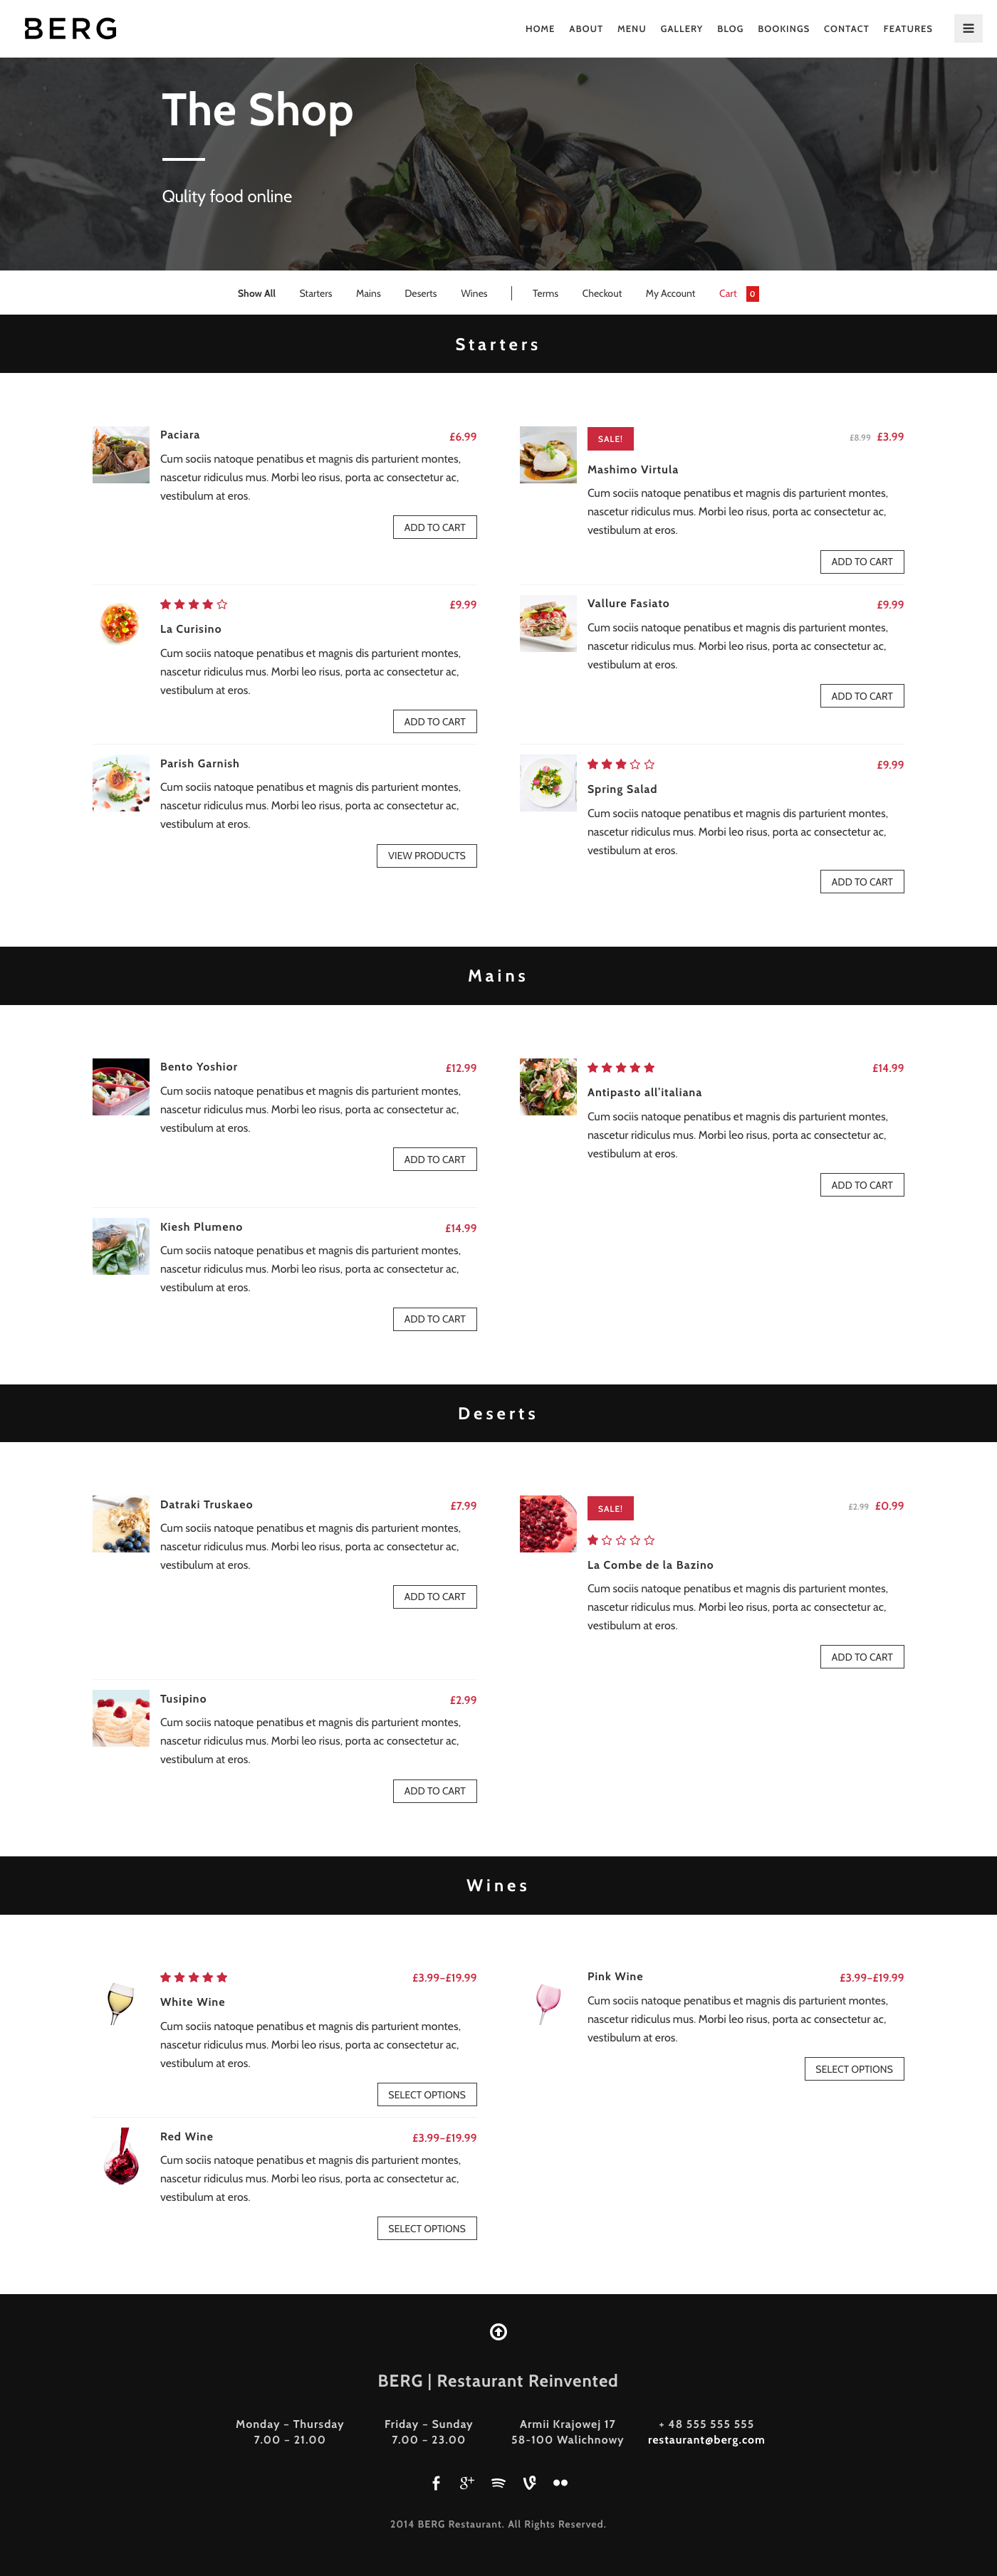 BERG
HOME ABOUT MENU GALLERY BLOG BOOKINGS CONTACT FEATURES
The Shop
Qulity food online
Show All Starters Mains Deserts Wines Terms Checkout My Account Cart 0
Starters
Paciara £6.99
Cum sociis natoque penatibus et magnis dis parturient montes,
nascetur ridiculus mus. Morbi leo risus, porta ac consectetur ac,
vestibulum at eros.
ADD TO CART
SALE! £8.99 £3.99
Mashimo Virtula
Cum sociis natoque penatibus et magnis dis parturient montes,
nascetur ridiculus mus. Morbi leo risus, porta ac consectetur ac,
vestibulum at eros.
ADD TO CART
£9.99
La Curisino
Cum sociis natoque penatibus et magnis dis parturient montes,
nascetur ridiculus mus. Morbi leo risus, porta ac consectetur ac,
vestibulum at eros.
ADD TO CART
Vallure Fasiato £9.99
Cum sociis natoque penatibus et magnis dis parturient montes,
nascetur ridiculus mus. Morbi leo risus, porta ac consectetur ac,
vestibulum at eros.
ADD TO CART
Parish Garnish
Cum sociis natoque penatibus et magnis dis parturient montes,
nascetur ridiculus mus. Morbi leo risus, porta ac consectetur ac,
vestibulum at eros.
VIEW PRODUCTS
£9.99
Spring Salad
Cum sociis natoque penatibus et magnis dis parturient montes,
nascetur ridiculus mus. Morbi leo risus, porta ac consectetur ac,
vestibulum at eros.
ADD TO CART
Mains
Bento Yoshior £12.99
Cum sociis natoque penatibus et magnis dis parturient montes,
nascetur ridiculus mus. Morbi leo risus, porta ac consectetur ac,
vestibulum at eros.
ADD TO CART
£14.99
Antipasto all'italiana
Cum sociis natoque penatibus et magnis dis parturient montes,
nascetur ridiculus mus. Morbi leo risus, porta ac consectetur ac,
vestibulum at eros.
ADD TO CART
Kiesh Plumeno £14.99
Cum sociis natoque penatibus et magnis dis parturient montes,
nascetur ridiculus mus. Morbi leo risus, porta ac consectetur ac,
vestibulum at eros.
ADD TO CART
Deserts
Datraki Truskaeo £7.99
Cum sociis natoque penatibus et magnis dis parturient montes,
nascetur ridiculus mus. Morbi leo risus, porta ac consectetur ac,
vestibulum at eros.
ADD TO CART
SALE! £2.99 £0.99
La Combe de la Bazino
Cum sociis natoque penatibus et magnis dis parturient montes,
nascetur ridiculus mus. Morbi leo risus, porta ac consectetur ac,
vestibulum at eros.
ADD TO CART
Tusipino £2.99
Cum sociis natoque penatibus et magnis dis parturient montes,
nascetur ridiculus mus. Morbi leo risus, porta ac consectetur ac,
vestibulum at eros.
ADD TO CART
Wines
£3.99–£19.99
White Wine
Cum sociis natoque penatibus et magnis dis parturient montes,
nascetur ridiculus mus. Morbi leo risus, porta ac consectetur ac,
vestibulum at eros.
SELECT OPTIONS
Pink Wine £3.99–£19.99
Cum sociis natoque penatibus et magnis dis parturient montes,
nascetur ridiculus mus. Morbi leo risus, porta ac consectetur ac,
vestibulum at eros.
SELECT OPTIONS
Red Wine £3.99–£19.99
Cum sociis natoque penatibus et magnis dis parturient montes,
nascetur ridiculus mus. Morbi leo risus, porta ac consectetur ac,
vestibulum at eros.
SELECT OPTIONS
BERG | Restaurant Reinvented
Monday – Thursday
7.00 – 21.00
Friday – Sunday
7.00 – 23.00
Armii Krajowej 17
58-100 Walichnowy
+ 48 555 555 555
restaurant@berg.com
2014 BERG Restaurant. All Rights Reserved.